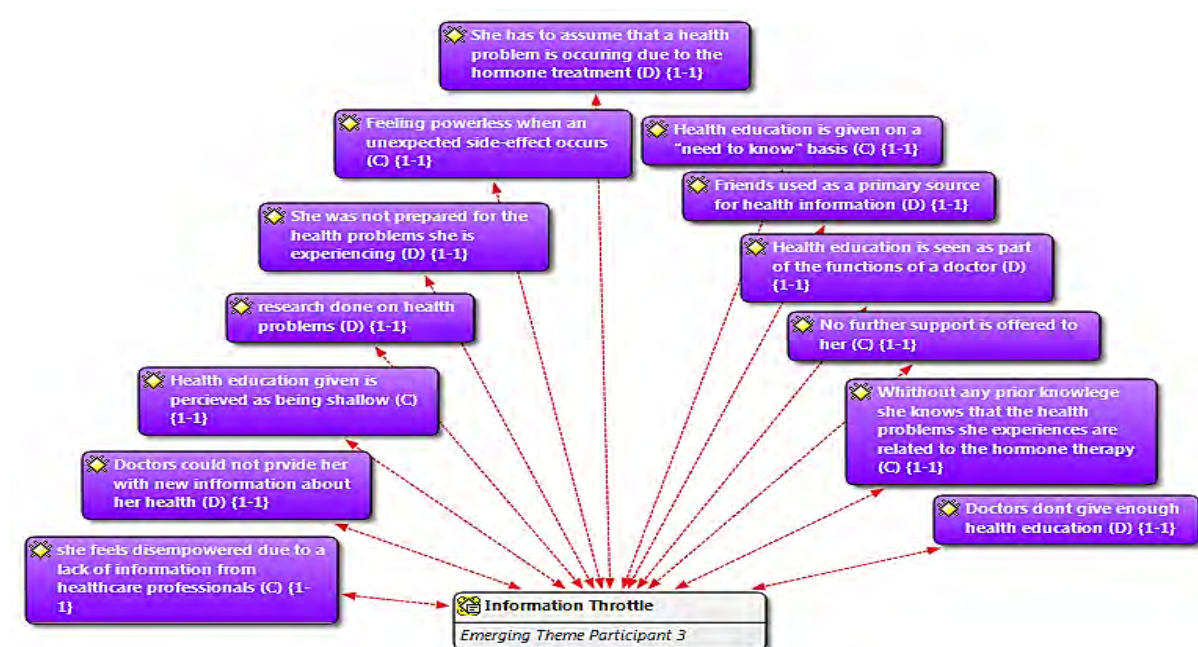 She has to assume that a health
problem is occuring due to the
hormone treatment (D) {1-1}
Feeling powerless when an
unexpected side-effect occurs
(C) {1-1}
Health education is given on a
"need to know" basis (C) {1-1}
Friends used as a primary source
for health information (D) {1-1}
She was not prepared for the
health problems she is
experiencing (D) {1-1}
Health education is seen as part
of the functions of a doctor (D)
{1-1}
research done on health
problems (D) {1-1}
No further support is offered to
her (C) {1-1}
Health education given is
percieved as being shallow (C)
{1-1}
Whithout any prior knowlege
she knows that the health
problems she experiences are
related to the hormone therapy
(C) {1-1}
Doctors could not prvide her
with new infformation about
her health (D) {1-1}
Doctors dont give enough
health education (D) {1-1}
she feels disempowered due to a
lack of information from
healthcare professionals (C) {1-
1}
Information Throttle
Emerging Theme Participant 3